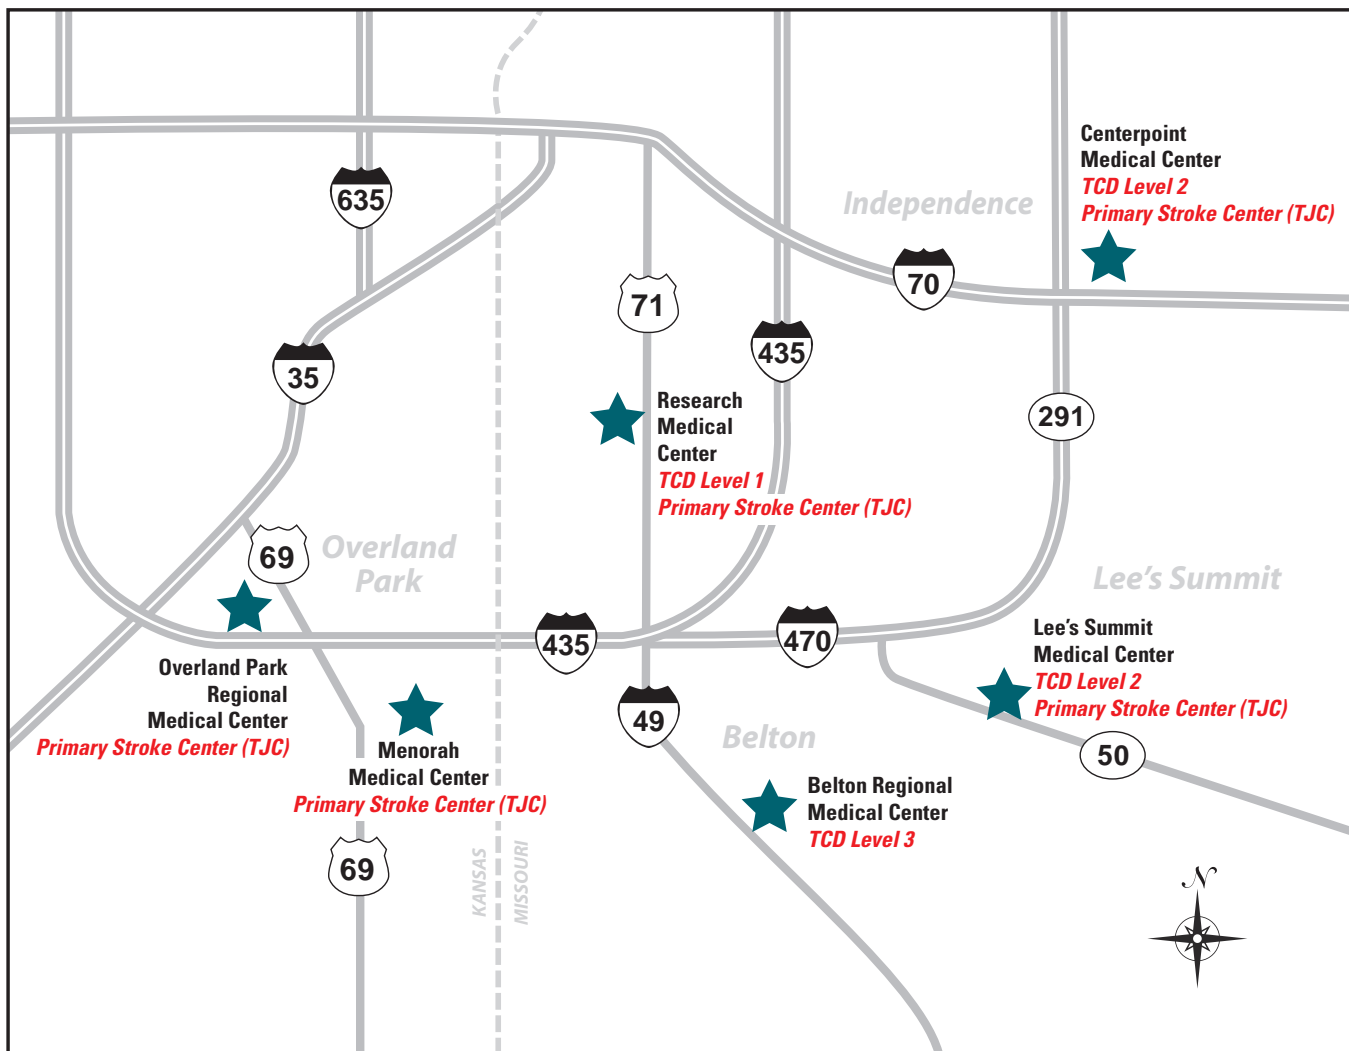 Centerpoint
Medical Center
TCD Level 2
Primary Stroke Center (TJC)
635
Independence
70
71
435
35
Research
Medical
Center
TCD Level 1
Primary Stroke Center (TJC)
291
69
Overland
Park
Lee's Summit
435
470
Lee's Summit
Medical Center
TCD Level 2
Primary Stroke Center (TJC)
Overland Park
Regional
Medical Center
Primary Stroke Center (TJC)
49
Belton
50
Menorah
Medical Center
Primary Stroke Center (TJC)
Belton Regional
Medical Center
TCD Level 3
69
KANSAS
MISSOURI
N